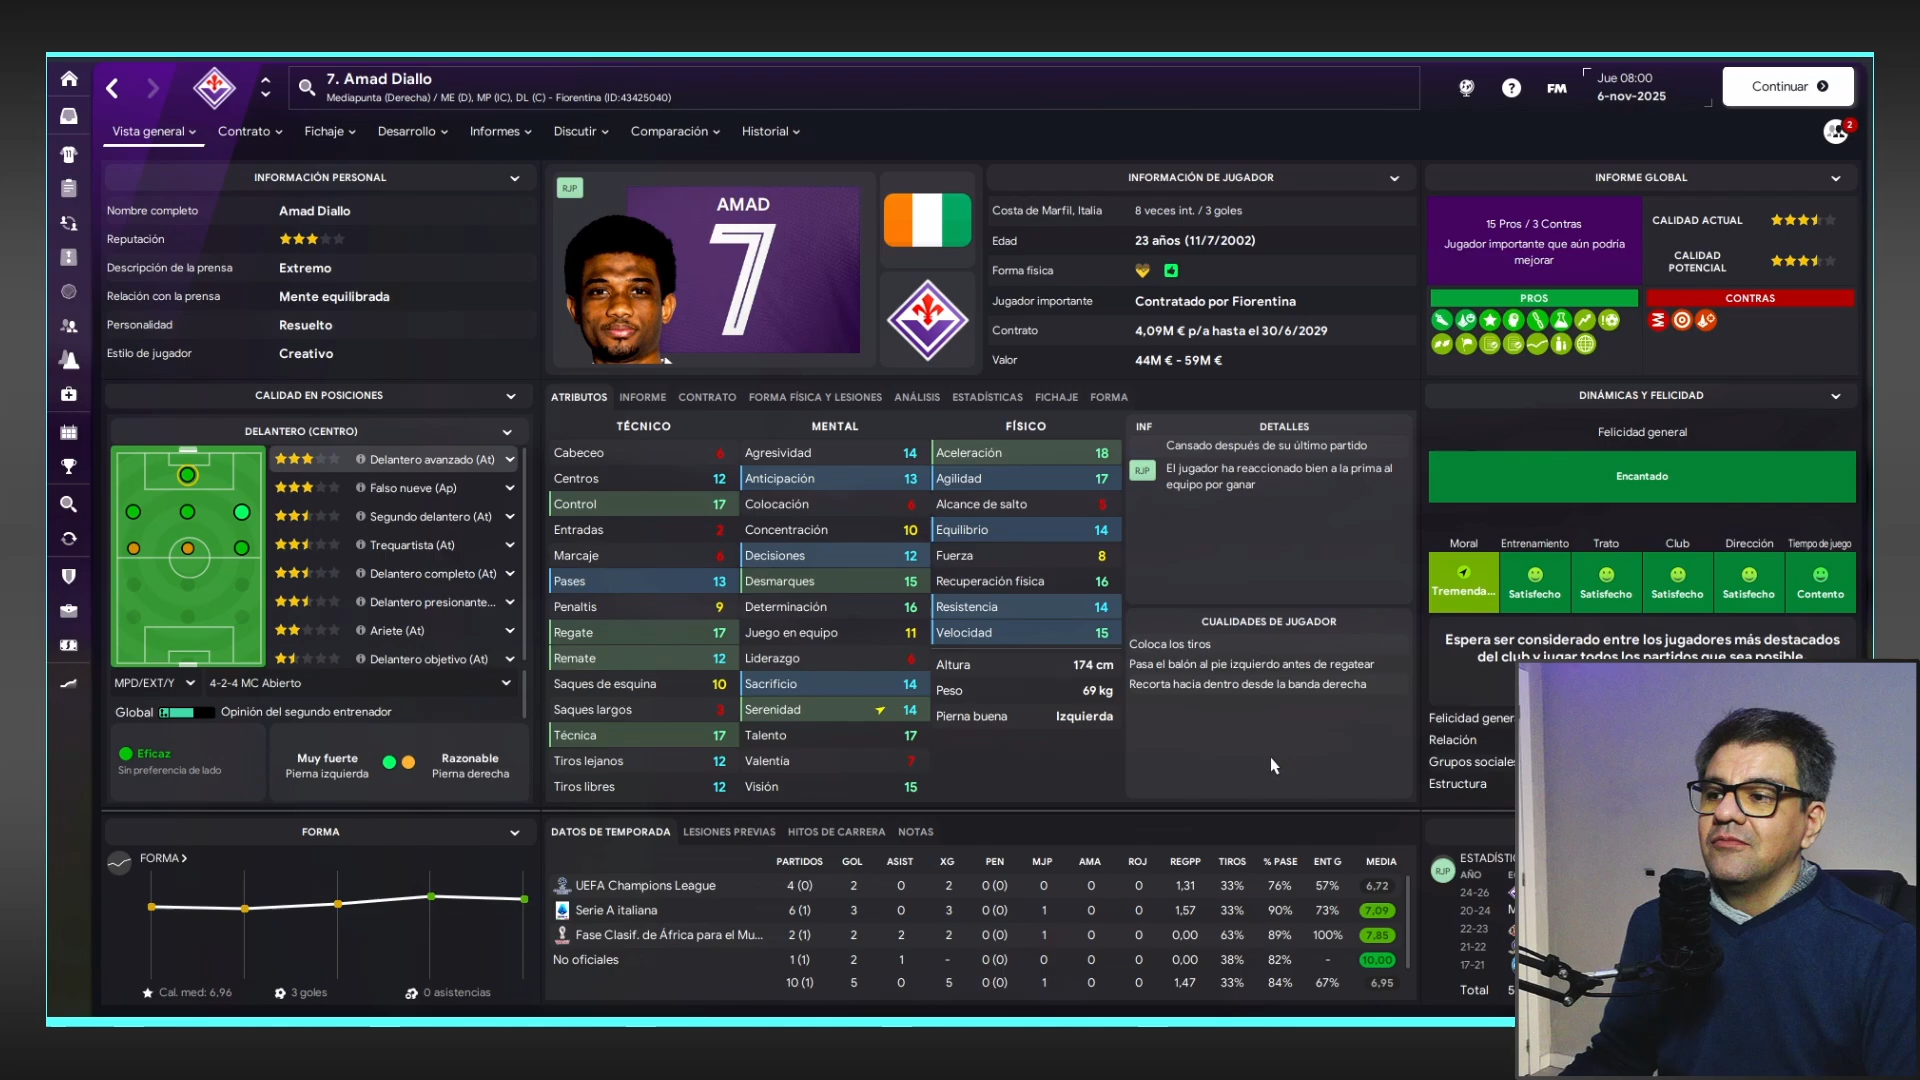 7. Amad Diallo
Mediapunta (Derecha) / ME (D), MP (IC), DL (C) - Fiorentina (ID:43425040)
FM
Jue 08:00
6-nov-2025
Continuar
Vista general
Contrato
Fichaje
Desarrollo
Informes
Discutir
Comparación
Historial
2
INFORMACIÓN PERSONAL
Nombre completo Amad Diallo
Reputación
Descripción de la prensa Extremo
Relación con la prensa Mente equilibrada
Personalidad Resuelto
Estilo de jugador Creativo
RJP
AMAD
7
INFORMACIÓN DE JUGADOR
Costa de Marfil, Italia 8 veces int. / 3 goles
Edad 23 años (11/7/2002)
Forma física
Jugador importante Contratado por Fiorentina
Contrato 4,09M € p/a hasta el 30/6/2029
Valor 44M € - 59M €
INFORME GLOBAL
15 Pros / 3 Contras
Jugador importante que aún podría
mejorar
CALIDAD ACTUAL
CALIDAD
POTENCIAL
PROS
CONTRAS
CALIDAD EN POSICIONES
DELANTERO (CENTRO)
Delantero avanzado (At)
Falso nueve (Ap)
Segundo delantero (At)
Trequartista (At)
Delantero completo (At)
Delantero presionante...
Ariete (At)
Delantero objetivo (At)
MPD/EXT/Y 4-2-4 MC Abierto
Global Opinión del segundo entrenador
Eficaz
Sin preferencia de lado
Muy fuerte
Pierna izquierda
Razonable
Pierna derecha
ATRIBUTOS INFORME CONTRATO FORMA FÍSICA Y LESIONES ANÁLISIS ESTADÍSTICAS FICHAJE FORMA
TÉCNICO
Cabeceo 6
Centros 12
Control 17
Entradas 2
Marcaje 6
Pases 13
Penaltis 9
Regate 17
Remate 12
Saques de esquina 10
Saques largos 3
Técnica 17
Tiros lejanos 12
Tiros libres 12
MENTAL
Agresividad 14
Anticipación 13
Colocación 6
Concentración 10
Decisiones 12
Desmarques 15
Determinación 16
Juego en equipo 11
Liderazgo 6
Sacrificio 14
Serenidad 14
Talento 17
Valentía 7
Visión 15
FÍSICO
Aceleración 18
Agilidad 17
Alcance de salto 5
Equilibrio 14
Fuerza 8
Recuperación física 16
Resistencia 14
Velocidad 15
Altura 174 cm
Peso 69 kg
Pierna buena Izquierda
INF DETALLES
Cansado después de su último partido
RJP
El jugador ha reaccionado bien a la prima al
equipo por ganar
CUALIDADES DE JUGADOR
Coloca los tiros
Pasa el balón al pie izquierdo antes de regatear
Recorta hacia dentro desde la banda derecha
DINÁMICAS Y FELICIDAD
Felicidad general
Encantado
Moral Entrenamiento Trato Club Dirección Tiempo de juego
Tremenda... Satisfecho Satisfecho Satisfecho Satisfecho Contento
Espera ser considerado entre los jugadores más destacados
del club y jugar todos los partidos que sea posible
Felicidad gener
Relación
Grupos sociale
Estructura
FORMA
FORMA
Cal. med: 6,96
3 goles
0 asistencias
DATOS DE TEMPORADA LESIONES PREVIAS HITOS DE CARRERA NOTAS
PARTIDOS GOL ASIST XG PEN MJP AMA ROJ REGPP TIROS % PASE ENT G MEDIA
UEFA Champions League 4 (0) 2 0 2 0 (0) 0 0 0 1,31 33% 76% 57% 6,72
Serie A italiana 6 (1) 3 0 3 0 (0) 1 0 0 1,57 33% 90% 73% 7,09
Fase Clasif. de África para el Mu... 2 (1) 2 2 2 0 (0) 1 0 0 0,00 63% 89% 100% 7,85
No oficiales 1 (1) 2 1 - 0 (0) 0 0 0 0,00 38% 82% - 10,00
10 (1) 5 0 5 0 (0) 1 0 0 1,47 33% 84% 67% 6,95
RJP
ESTADÍSTI
AÑO
24-26
20-24
22-23
21-22
17-21
Total 5